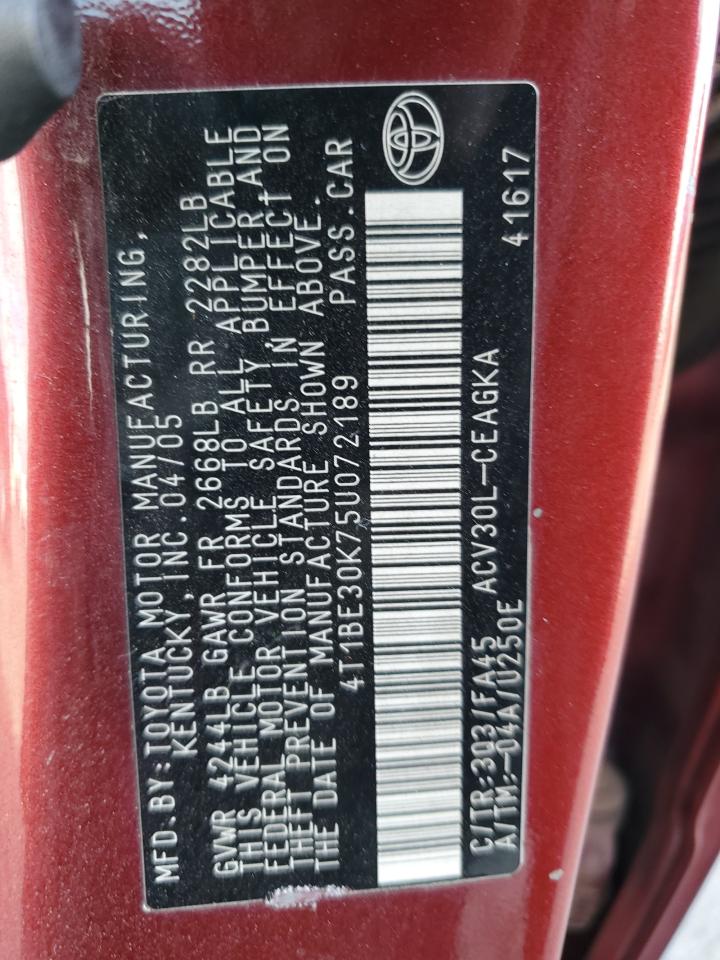 MFD.BY:TOYOTA MOTOR MANUFACTURING,
KENTUCKY,INC.04/05
GVWR 4244LB GAWR FR 2668LB RR 2282LB
THIS VEHICLE CONFORMS TO ALL APPLICABLE
FEDERAL MOTOR VEHICLE SAFETY,BUMPER AND
THEFT PREVENTION STANDARDS IN EFFECT ON
THE DATE OF MANUFACTURE SHOWN ABOVE.
4T1BE30K75U072189 PASS.CAR
C/TR:3Q3/FA45 ACV30L-CEAGKA
A/TM:-04A/U250E 41617